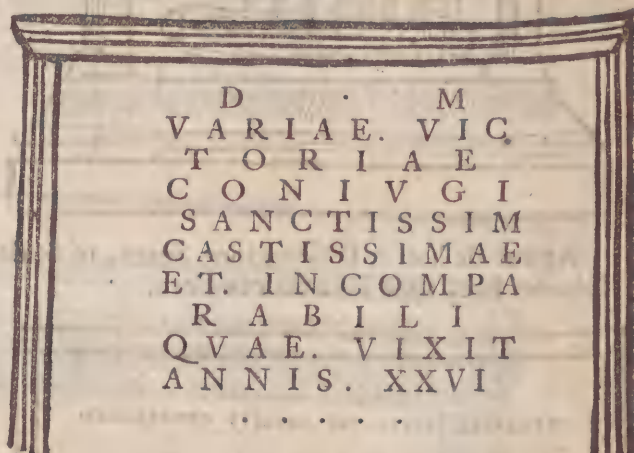 D · M
VARIAE. VIC
TORIAE
CONIVGI
SANCTISSIM
CASTISSIMAE
ET. INCOMPA
RABILI
QVAE. VIXIT
ANNIS. XXVI
. . . . . .